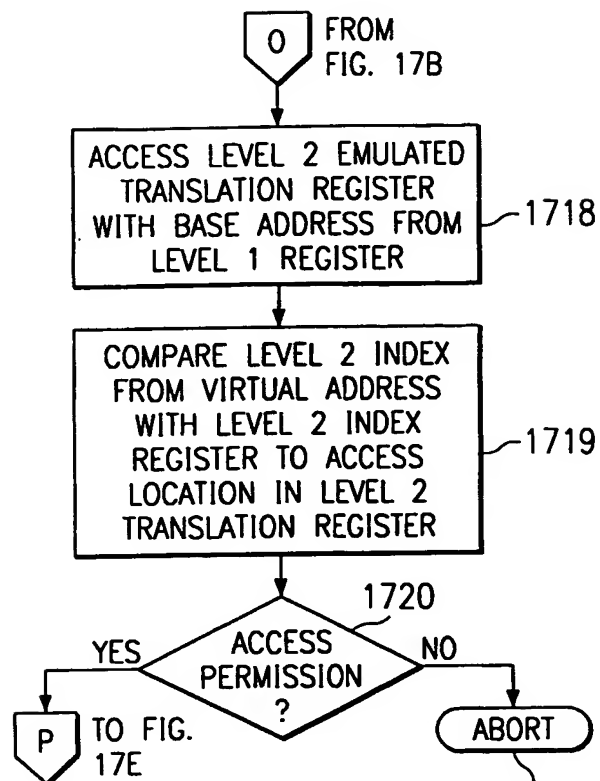 O
FROM
FIG. 17B
ACCESS LEVEL 2 EMULATED
TRANSLATION REGISTER
WITH BASE ADDRESS FROM
LEVEL 1 REGISTER
1718
COMPARE LEVEL 2 INDEX
FROM VIRTUAL ADDRESS
WITH LEVEL 2 INDEX
REGISTER TO ACCESS
LOCATION IN LEVEL 2
TRANSLATION REGISTER
1719
1720
YES
ACCESS
PERMISSION
?
NO
P
TO FIG.
17E
ABORT